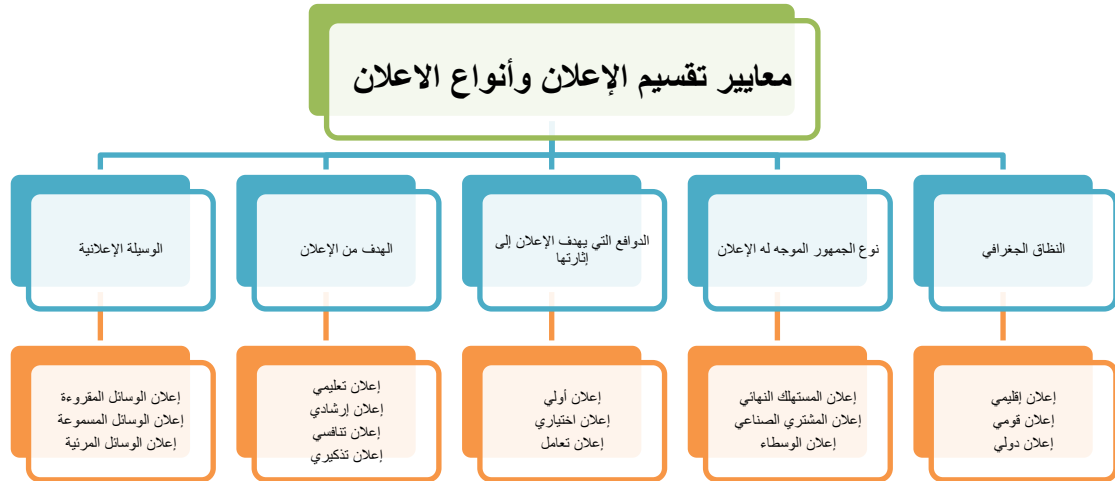 معايير تقسيم الإعلان وأنواع الاعلان
النظاق الجغرافي
نوع الجمهور الموجه له الإعلان
الدوافع التي يهدف الإعلان إلى
إثارتها
الهدف من الإعلان
الوسيلة الإعلانية
إعلان إقليمي
إعلان قومي
إعلان دولي
إعلان المستهلك النهائي
إعلان المشتري الصناعي
إعلان الوسطاء
إعلان أولي
إعلان اختياري
إعلان تعامل
إعلان تعليمي
إعلان إرشادي
إعلان تنافسي
إعلان تذكيري
إعلان الوسائل المقروءة
إعلان الوسائل المسموعة
إعلان الوسائل المرئية